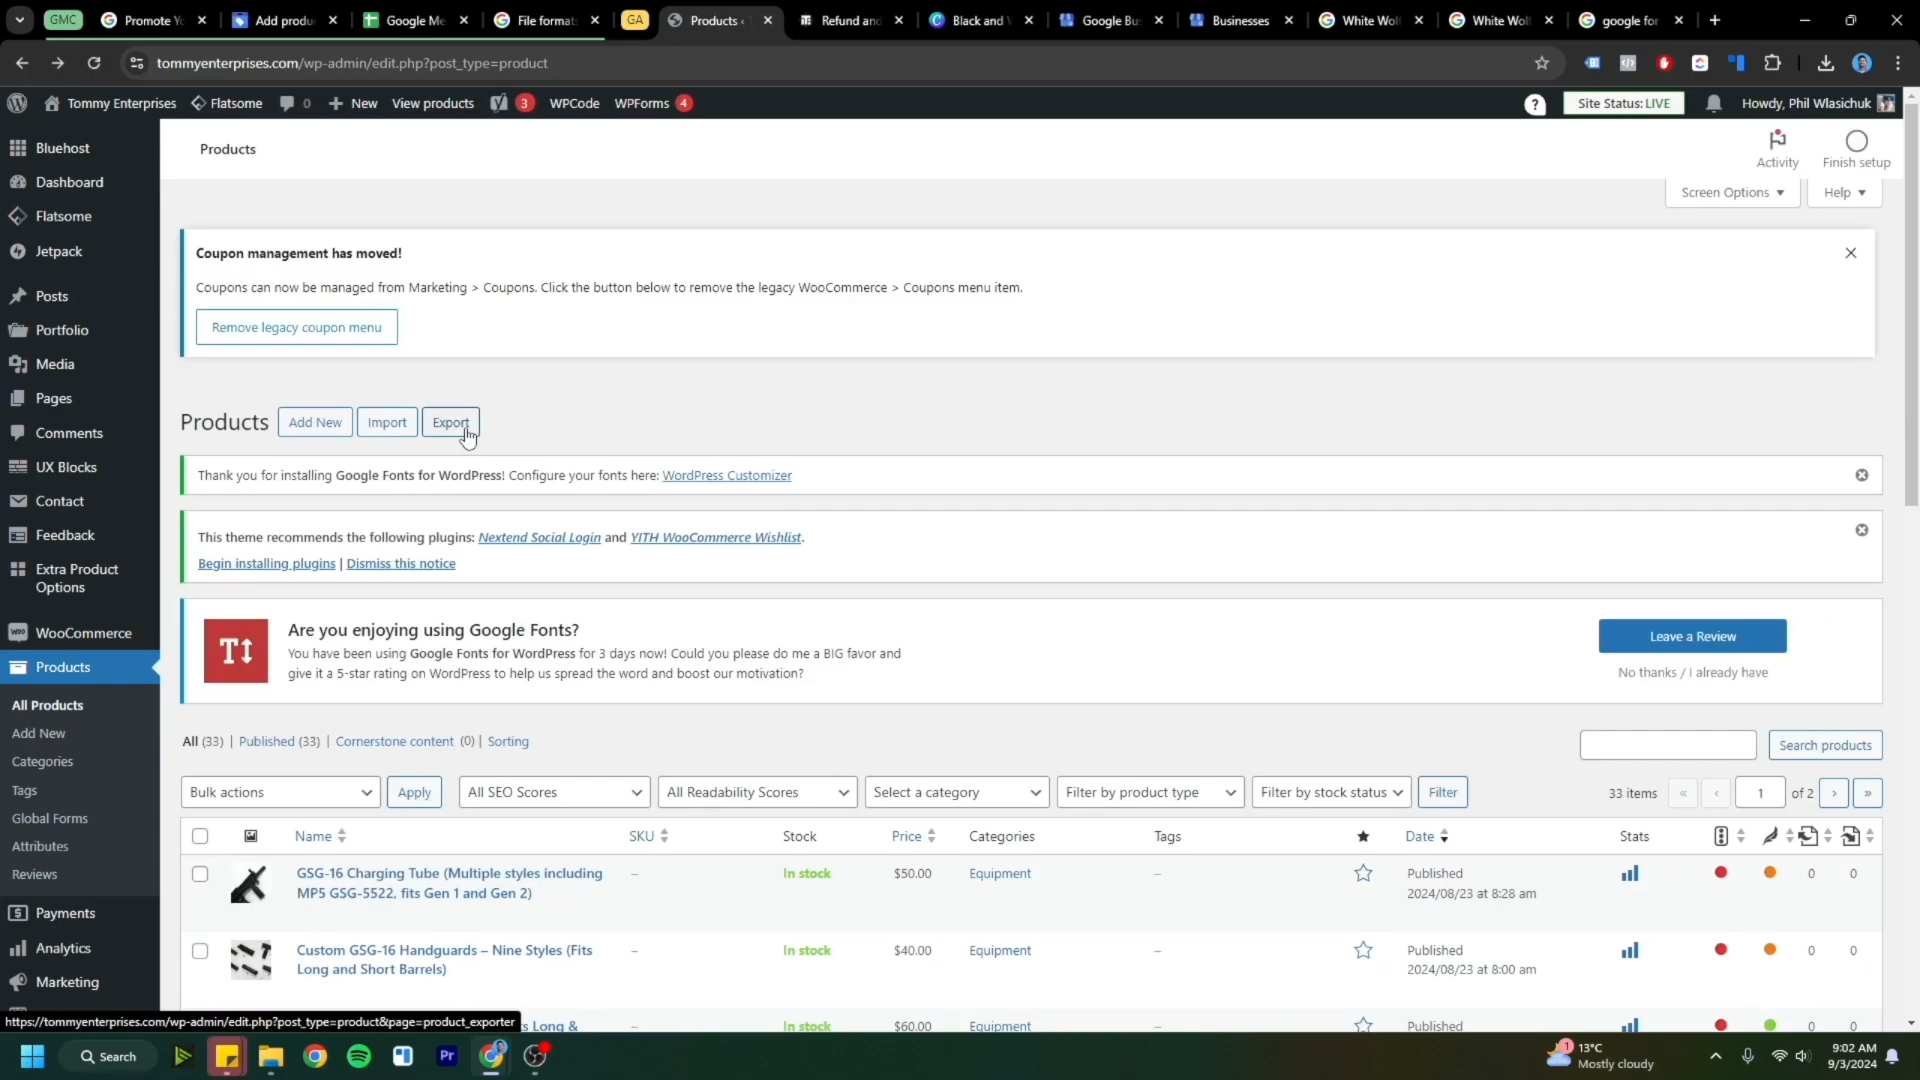 GMC
Promote Yo
Add produ
Google Me
File format
GA
Products ‹ T
Refund and
Black and V
Google Bus
Businesses
White Wol
White Wol
google for
tommyenterprises.com/wp-admin/edit.php?post_type=product
Tommy Enterprises
Flatsome
0
New
View products
3
WPCode
WPForms 4
Site Status: LIVE
Howdy, Phil Wlasichuk
Bluehost
Dashboard
Flatsome
Jetpack
Posts
Portfolio
Media
Pages
Comments
UX Blocks
Contact
Feedback
Extra Product
Options
WooCommerce
Products
All Products
Add New
Categories
Tags
Global Forms
Attributes
Reviews
Payments
Analytics
Marketing
Products
Activity
Finish setup
Screen Options
Help
Coupon management has moved!
Coupons can now be managed from Marketing > Coupons. Click the button below to remove the legacy WooCommerce > Coupons menu item.
Remove legacy coupon menu
Products
Add New
Import
Export
Thank you for installing Google Fonts for WordPress! Configure your fonts here: WordPress Customizer
This theme recommends the following plugins: Nextend Social Login and YITH WooCommerce Wishlist.
Begin installing plugins | Dismiss this notice
Are you enjoying using Google Fonts?
You have been using Google Fonts for WordPress for 3 days now! Could you please do me a BIG favor and
give it a 5-star rating on WordPress to help us spread the word and boost our motivation?
Leave a Review
No thanks / I already have
All (33) | Published (33) | Cornerstone content (0) | Sorting
Search products
Bulk actions
Apply
All SEO Scores
All Readability Scores
Select a category
Filter by product type
Filter by stock status
Filter
33 items
« ‹ 1 of 2 › »
Name
SKU
Stock
Price
Categories
Tags
Date
Stats
GSG-16 Charging Tube (Multiple styles including
MP5 GSG-5522, fits Gen 1 and Gen 2)
–
In stock
$50.00
Equipment
–
Published
2024/08/23 at 8:28 am
0
0
Custom GSG-16 Handguards – Nine Styles (Fits
Long and Short Barrels)
–
In stock
$40.00
Equipment
–
Published
2024/08/23 at 8:00 am
0
0
s Long &
In stock
$60.00
Equipment
Published
0
0
https://tommyenterprises.com/wp-admin/edit.php?post_type=product&page=product_exporter
Search
Pr
1
13°C
Mostly cloudy
9:02 AM
9/3/2024